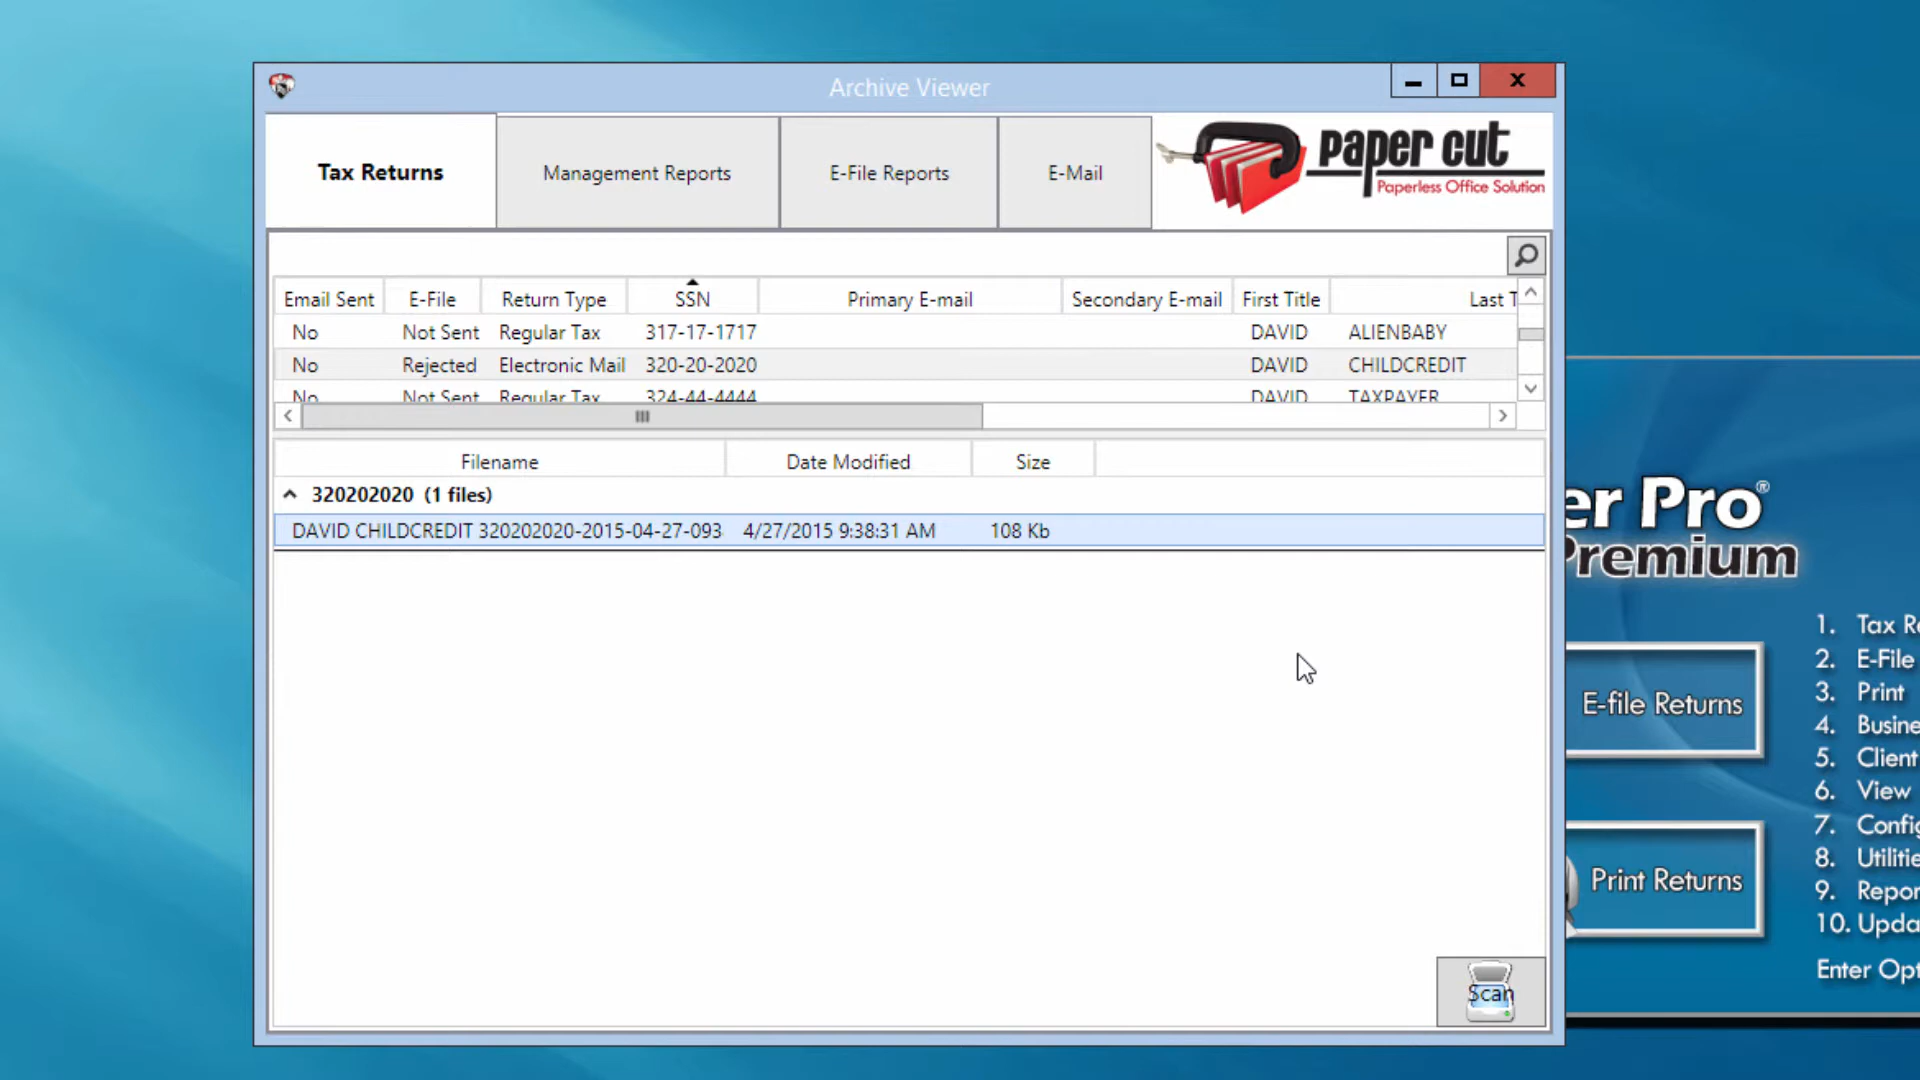 Archive Viewer
Tax Returns
Management Reports
E-File Reports
E-Mail
paper cut
Paperless Office Solution
Email Sent E-File Return Type SSN Primary E-mail Secondary E-mail First Title Last T
No Not Sent Regular Tax 317-17-1717 DAVID ALIENBABY
No Rejected Electronic Mail 320-20-2020 DAVID CHILDCREDIT
No Not Sent Regular Tax 324-44-4444 DAVID TAXPAYER
Filename Date Modified Size
320202020 (1 files)
DAVID CHILDCREDIT 320202020-2015-04-27-093 4/27/2015 9:38:31 AM 108 Kb
Scan
er Pro®
Premium
E-file Returns
Print Returns
1. Tax Re
2. E-File
3. Print
4. Busine
5. Client
6. View
7. Config
8. Utilitie
9. Repor
10. Upda
Enter Opt